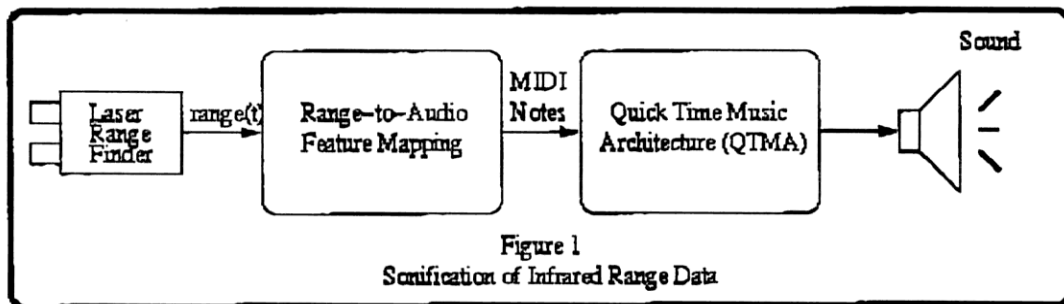 Sound
Laser
Range
Finder
range(t)
Range-to-Audio
Feature Mapping
MIDI
Notes
Quick Time Music
Architecture (QTMA)
Figure 1
Sonification of Infrared Range Data